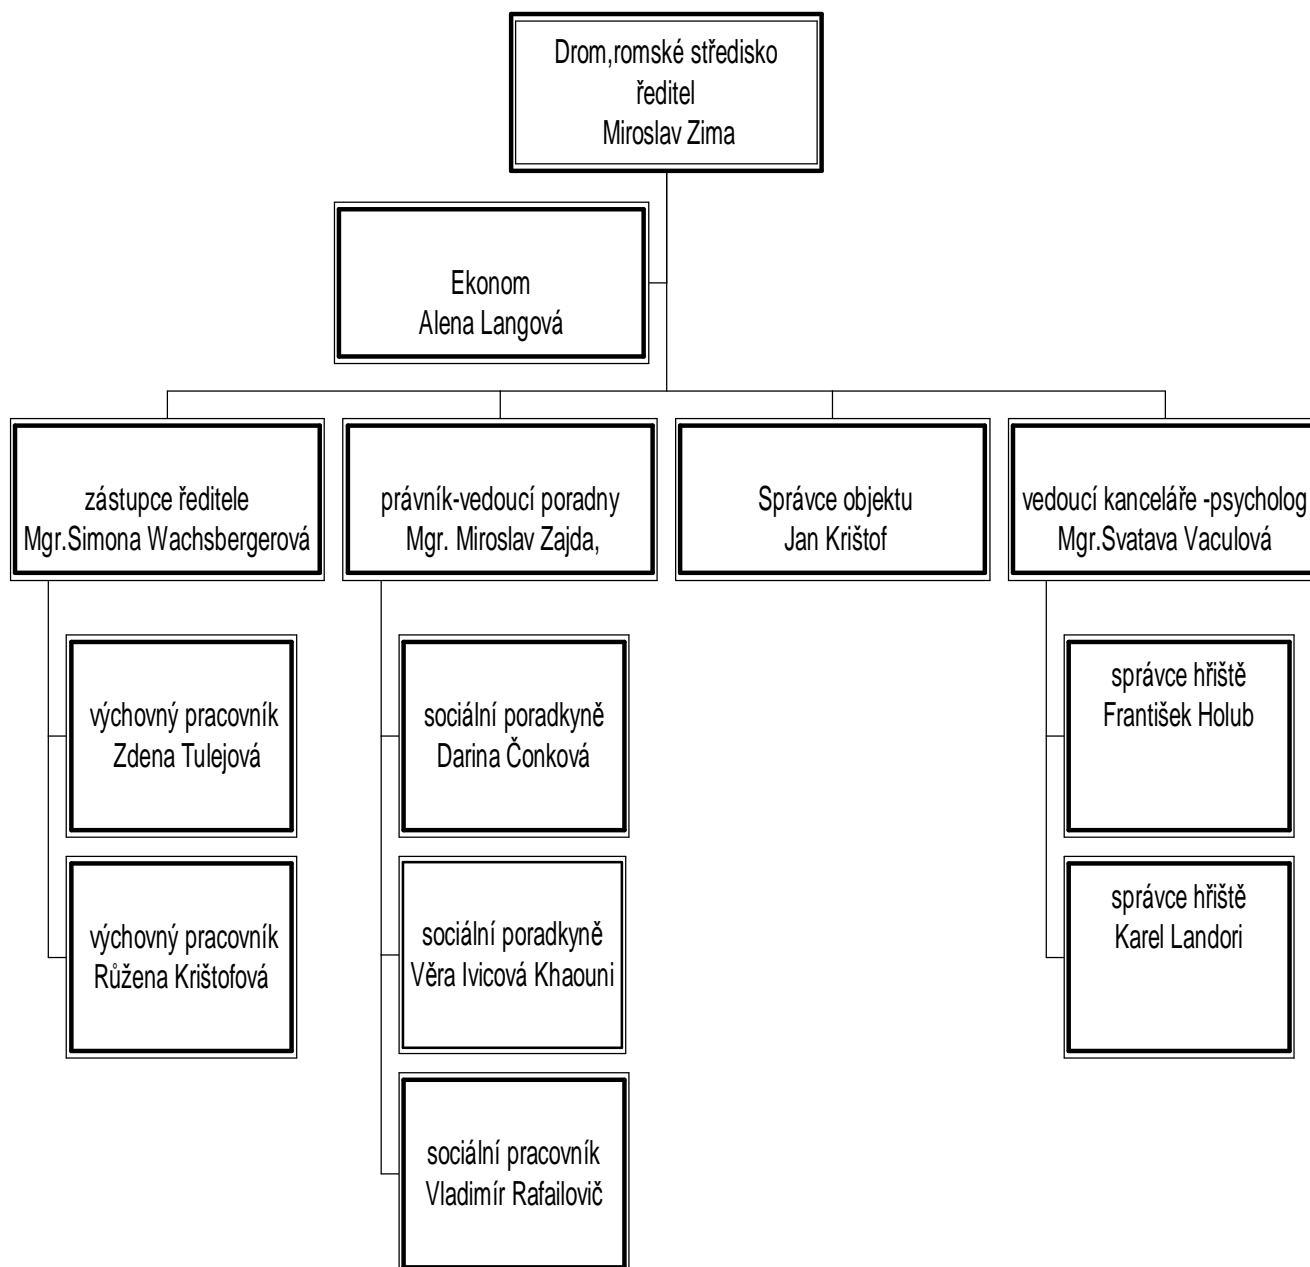 Drom,romské středisko
ředitel
Miroslav Zima
Ekonom
Alena Langová
zástupce ředitele
Mgr.Simona Wachsbergerová
právník-vedoucí poradny
Mgr. Miroslav Zajda,
Správce objektu
Jan Krištof
vedoucí kanceláře -psycholog
Mgr.Svatava Vaculová
výchovný pracovník
Zdena Tulejová
výchovný pracovník
Růžena Krištofová
sociální poradkyně
Darina Čonková
sociální poradkyně
Věra Ivicová Khaouni
sociální pracovník
Vladimír Rafailovič
správce hřiště
František Holub
správce hřiště
Karel Landori